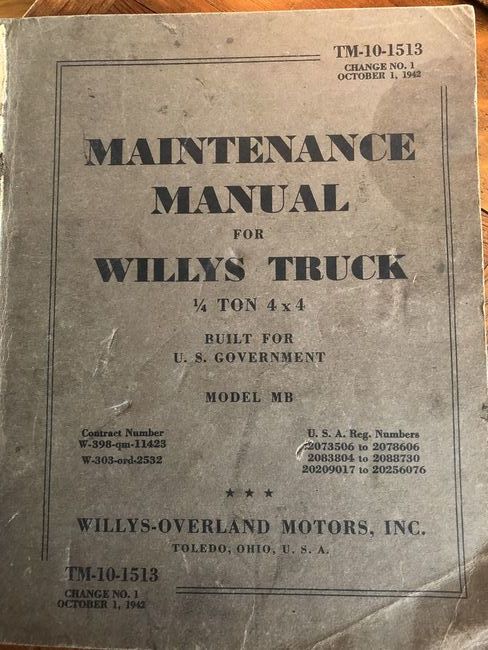 TM-10-1513
CHANGE NO. 1
OCTOBER 1, 1942
MAINTENANCE
MANUAL
FOR
WILLYS TRUCK
¼ TON 4 x 4
BUILT FOR
U. S. GOVERNMENT
MODEL MB
Contract Number
W-398-qm-11423
W-303-ord-2532
U. S. A. Reg. Numbers
2073506 to 2078606
2083804 to 2088730
20209017 to 20256076
★ ★ ★
WILLYS-OVERLAND MOTORS, INC.
TOLEDO, OHIO, U. S. A.
TM-10-1513
CHANGE NO. 1
OCTOBER 1, 1942